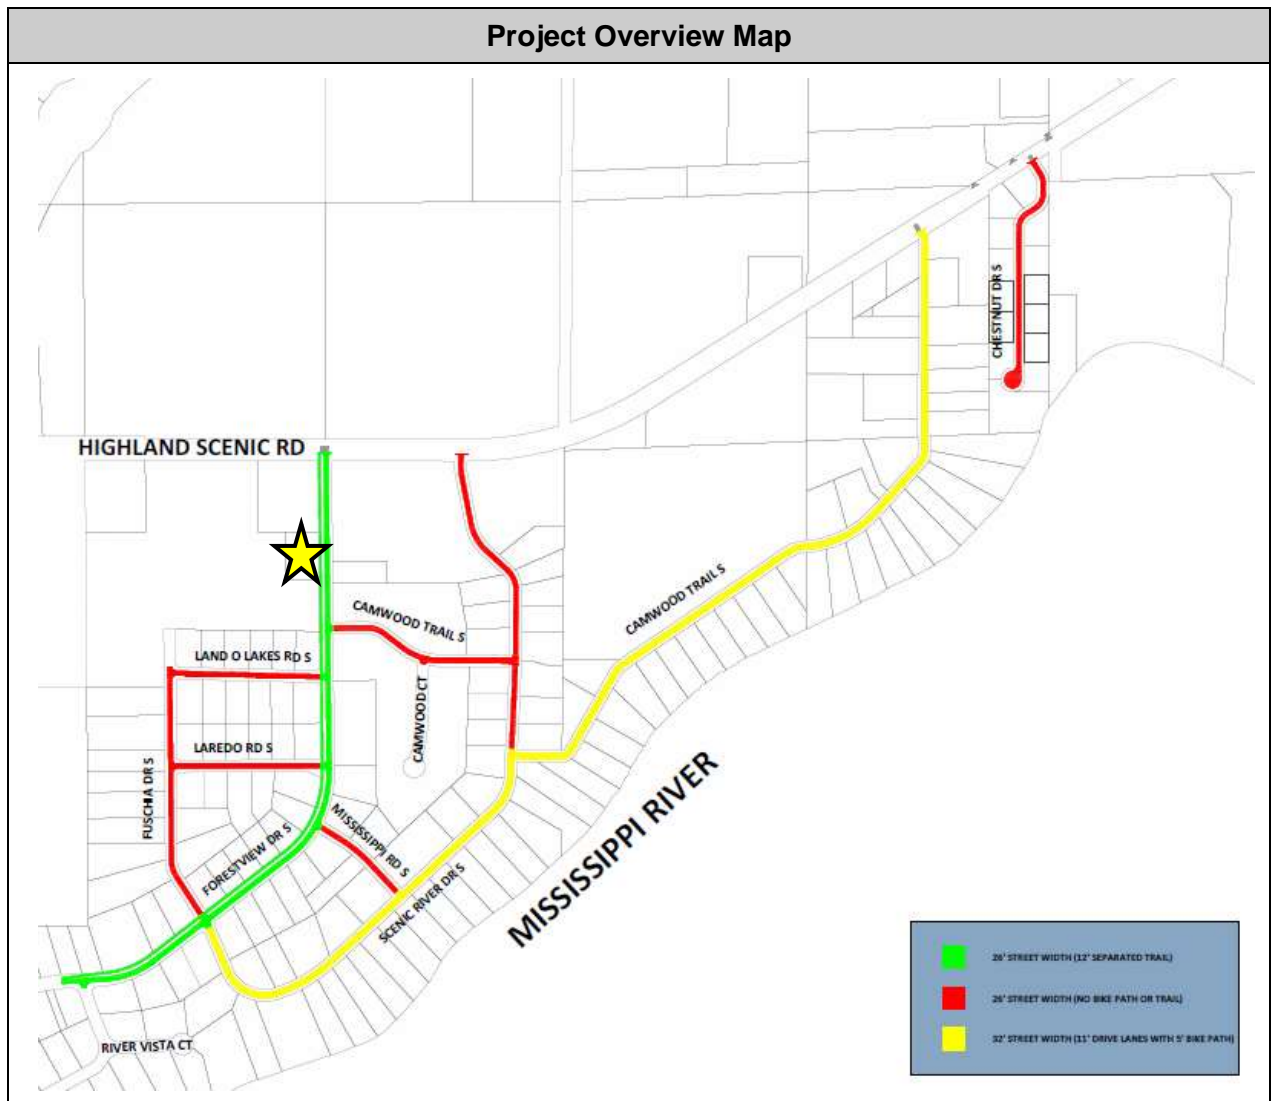 Project Overview Map
CHESTNUT DR S
HIGHLAND SCENIC RD
CAMWOOD TRAIL S
CAMWOOD TRAIL S
LAND O LAKES RD S
CAMWOOD CT
LAREDO RD S
FUSCHIA DR S
MISSISSIPPI RD S
FORESTVIEW DR S
SCENIC RIVER DR S
MISSISSIPPI RIVER
RIVER VISTA CT
26' STREET WIDTH (12' SEPARATED TRAIL)
26' STREET WIDTH (NO BIKE PATH OR TRAIL)
32' STREET WIDTH (11' DRIVE LANES WITH 5' BIKE PATH)